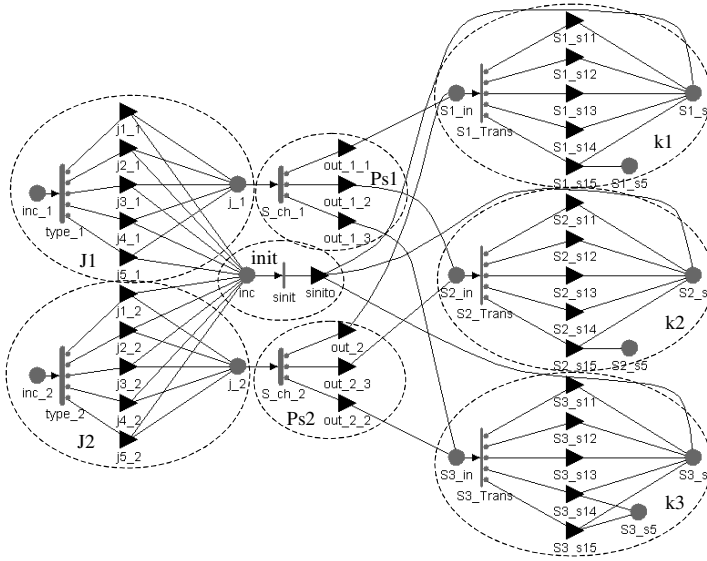 S1_s11
S1_s12
S1_in
S1_s
S1_s13
S1_Trans
k1
S1_s14
S1_s15
S1_s5
j1_1
j2_1
j3_1
inc_1
type_1
j4_1
J1
j5_1
j_1
S_ch_1
out_1_1
Ps1
out_1_2
out_1_3
init
inc
sinit
sinito
S2_s11
S2_s12
S2_in
S2_s
S2_s13
S2_Trans
k2
S2_s14
S2_s15
S2_s5
j1_2
j2_2
j3_2
inc_2
type_2
j4_2
J2
j5_2
j_2
S_ch_2
out_2
out_2_3
Ps2
out_2_2
S3_s11
S3_s12
S3_in
S3_s
S3_s13
S3_Trans
k3
S3_s14
S3_s5
S3_s15